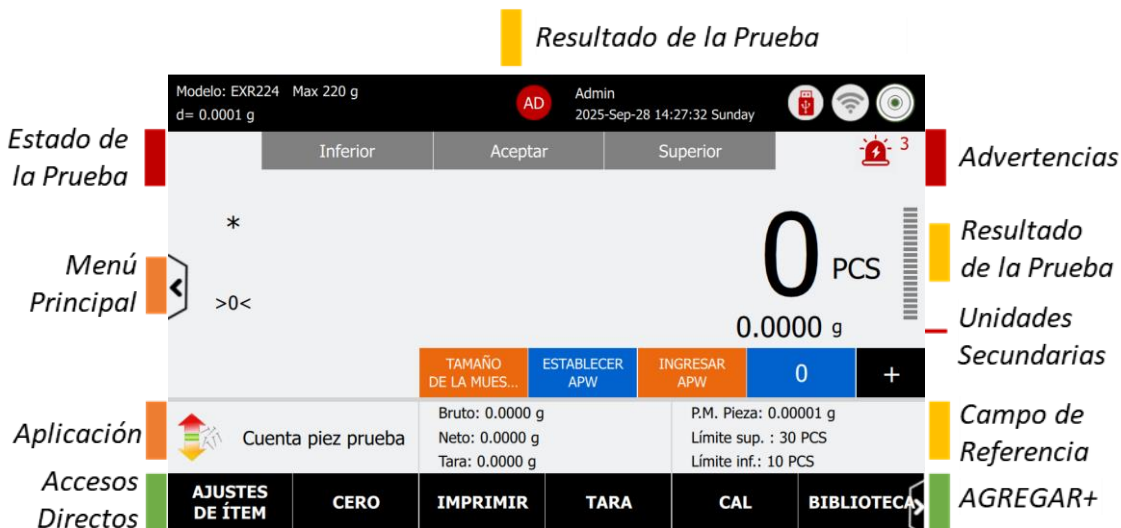 Resultado de la Prueba
Modelo: EXR224 Max 220 g
d= 0.0001 g
AD
Admin
2025-Sep-28 14:27:32 Sunday
Estado de
la Prueba
Inferior
Aceptar
Superior
3
Advertencias
*
0 PCS
Resultado
de la Prueba
Menú
Principal
>0<
0.0000 g
Unidades
Secundarias
TAMAÑO
DE LA MUES...
ESTABLECER
APW
INGRESAR
APW
0
+
Aplicación
Cuenta piez prueba
Bruto: 0.0000 g
Neto: 0.0000 g
Tara: 0.0000 g
P.M. Pieza: 0.00001 g
Límite sup. : 30 PCS
Límite inf.: 10 PCS
Campo de
Referencia
Accesos
Directos
AJUSTES
DE ÍTEM
CERO
IMPRIMIR
TARA
CAL
BIBLIOTECA
AGREGAR+